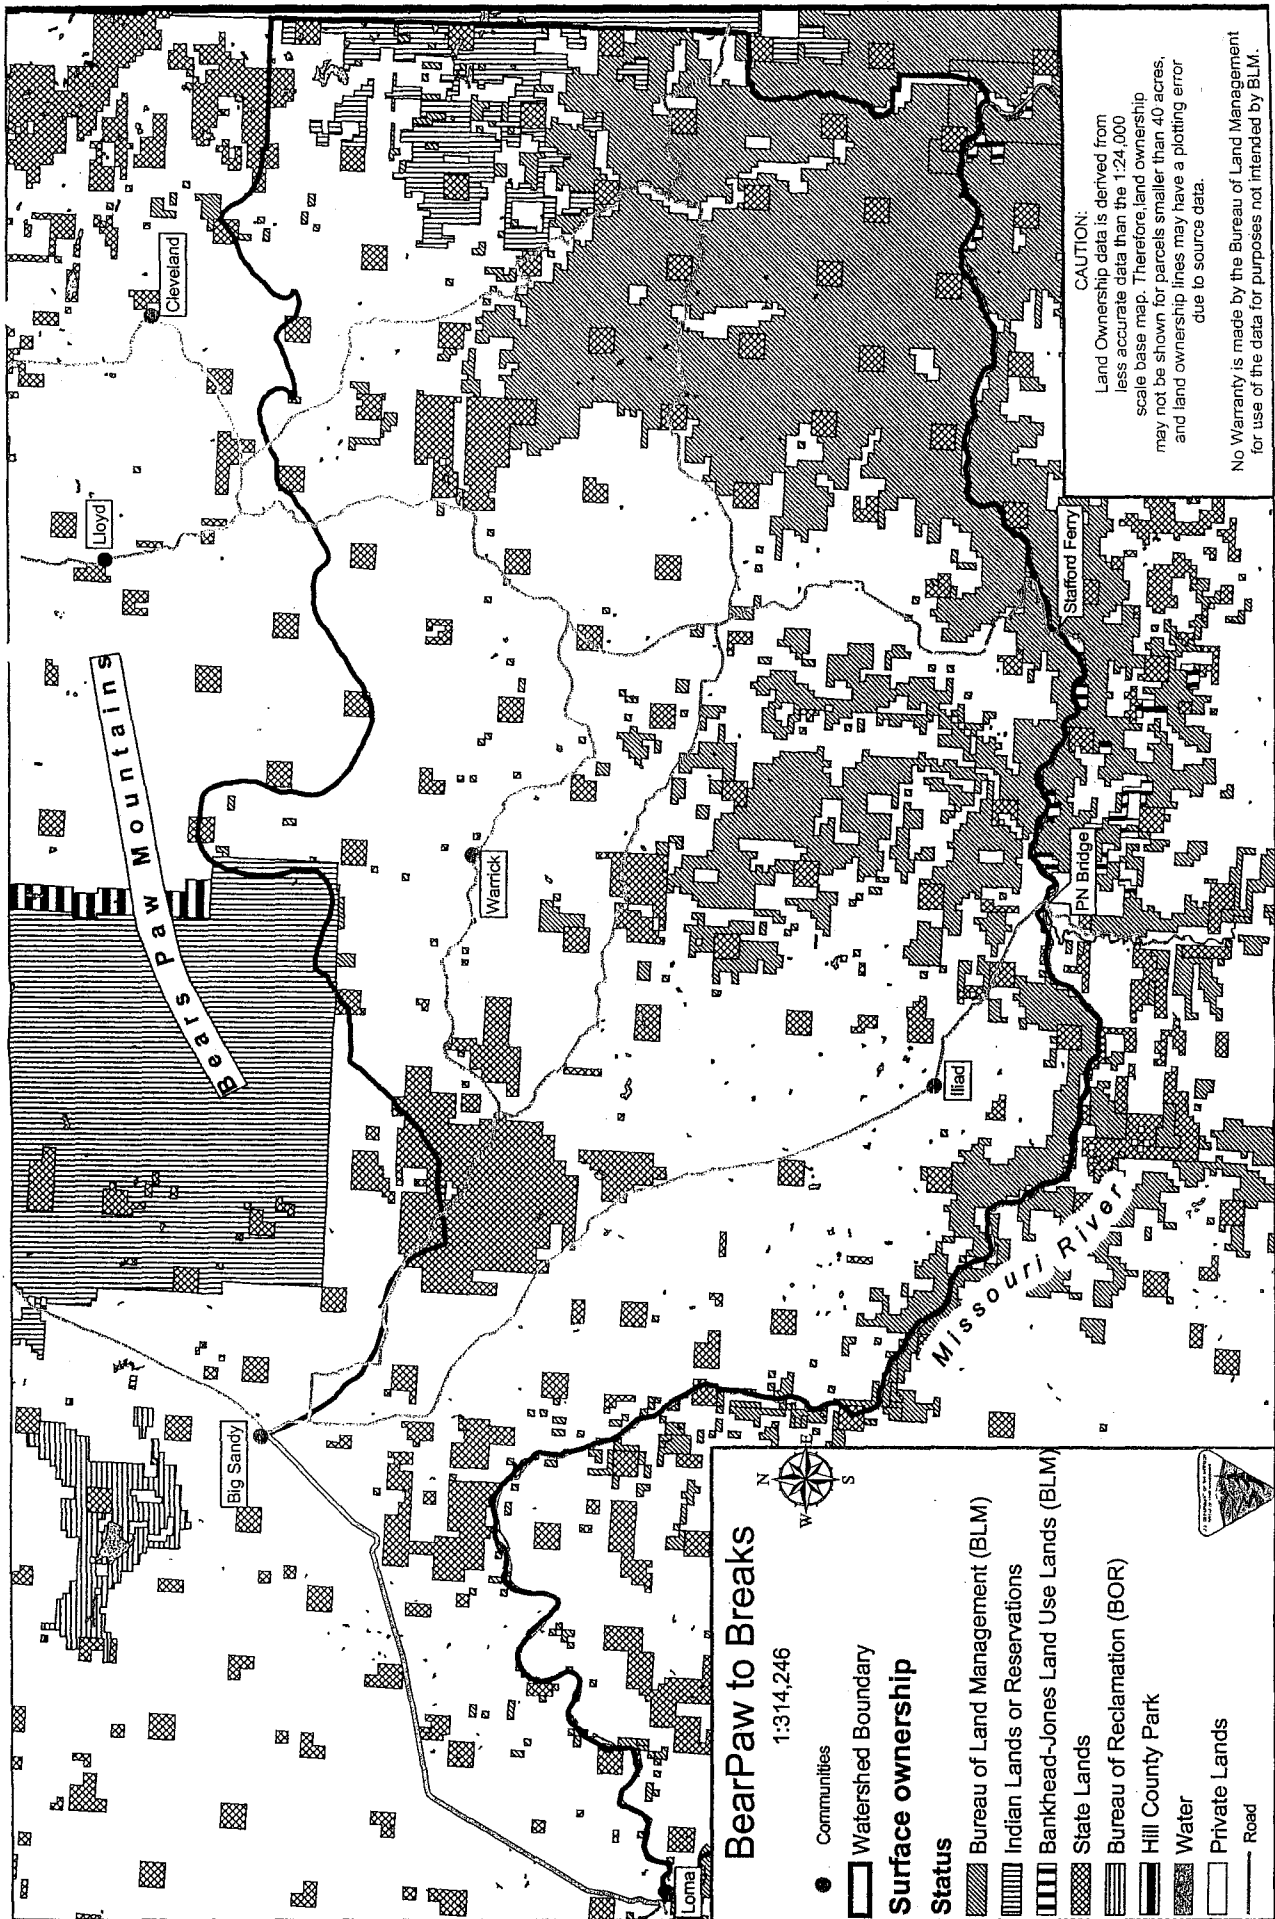 BearPaw to Breaks
1:314,246
Communities
Watershed Boundary
Surface ownership
Status
Bureau of Land Management (BLM)
Indian Lands or Reservations
Bankhead-Jones Land Use Lands (BLM)
State Lands
Bureau of Reclamation (BOR)
Hill County Park
Water
Private Lands
Road
N
W
E
S
Big Sandy
Loma
Bears Paw Mountains
Lloyd
Cleveland
Warrick
Iliad
PN Bridge
Stafford Ferry
Missouri River
CAUTION:
Land Ownership data is derived from
less accurate data than the 1:24,000
scale base map. Therefore,land ownership
may not be shown for parcels smaller than 40 acres,
and land ownership lines may have a plotting error
due to source data.
No Warranty is made by the Bureau of Land Management
for use of the data for purposes not intended by BLM.